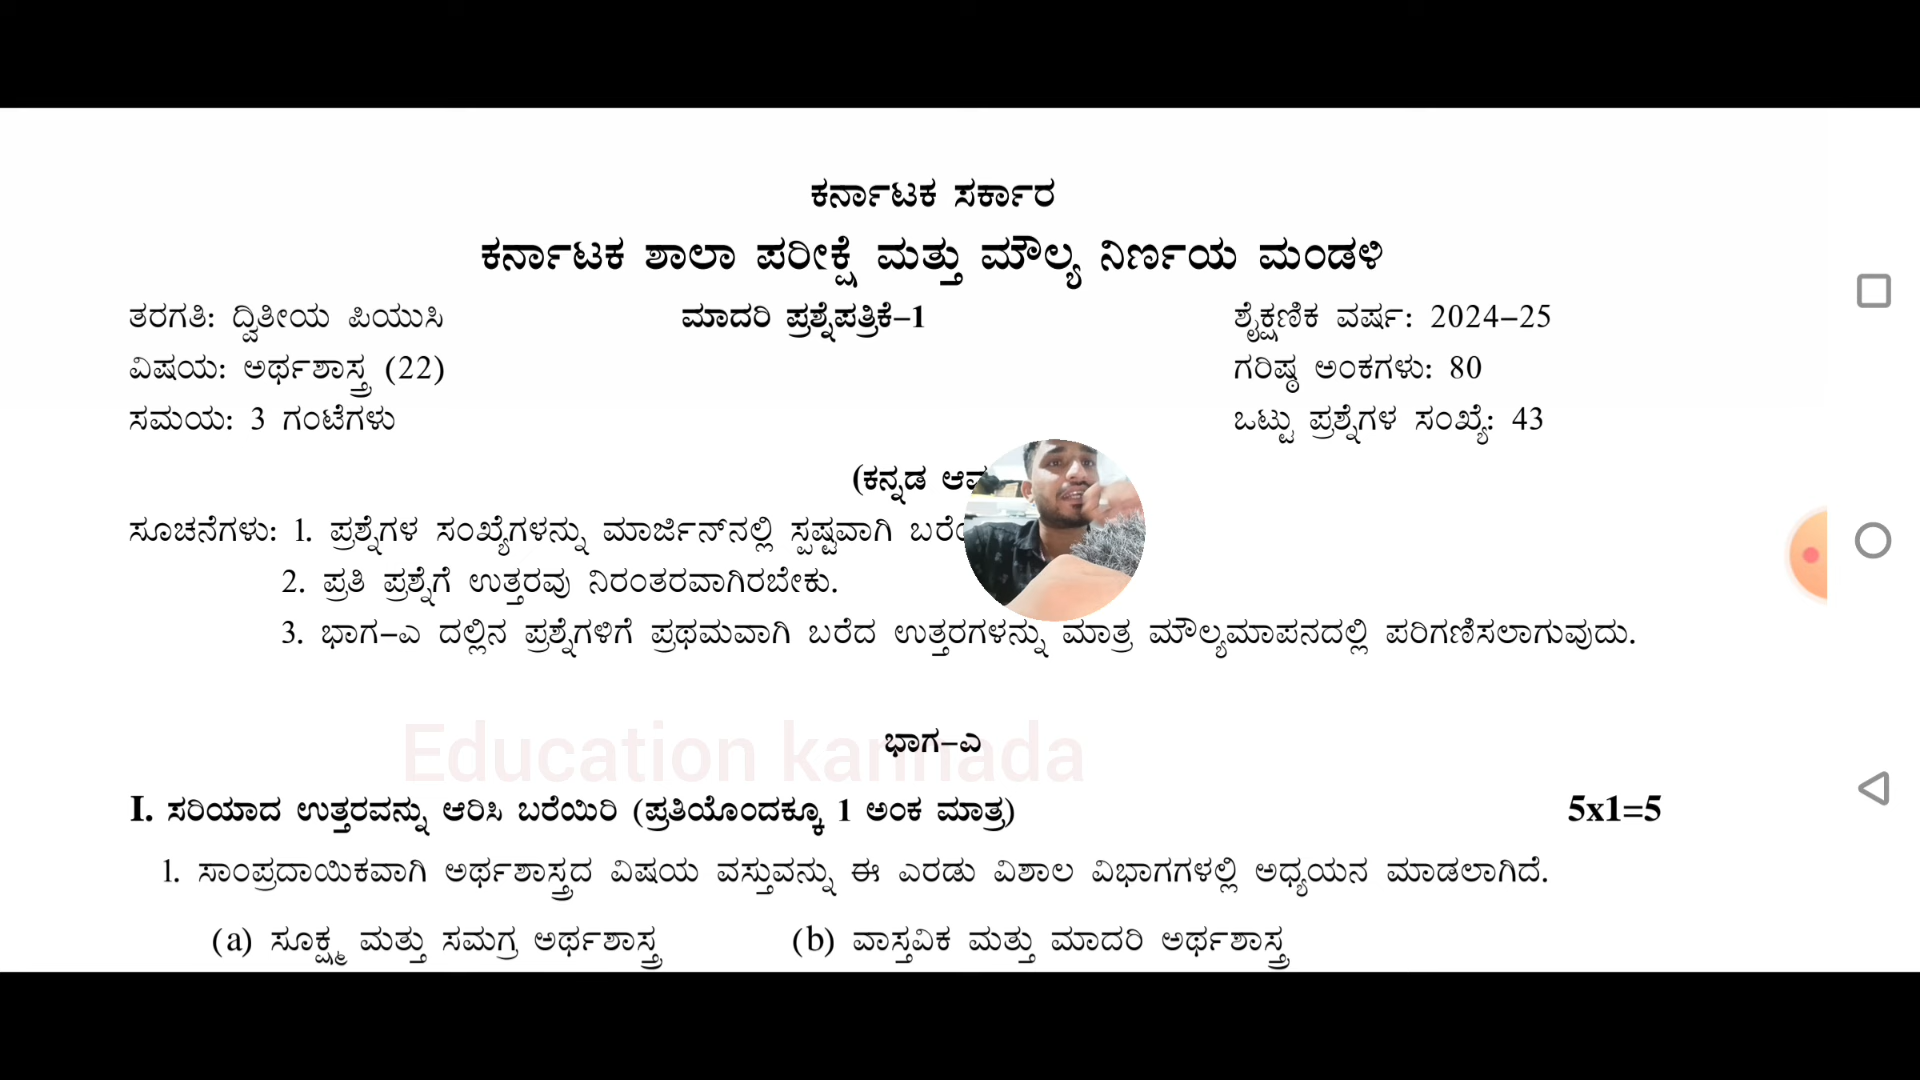 ಕರ್ನಾಟಕ ಸರ್ಕಾರ
ಕರ್ನಾಟಕ ಶಾಲಾ ಪರೀಕ್ಷೆ ಮತ್ತು ಮೌಲ್ಯ ನಿರ್ಣಯ ಮಂಡಳಿ
ತರಗತಿ: ದ್ವಿತೀಯ ಪಿಯುಸಿ ಮಾದರಿ ಪ್ರಶ್ನೆಪತ್ರಿಕೆ–1 ಶೈಕ್ಷಣಿಕ ವರ್ಷ: 2024–25
ವಿಷಯ: ಅರ್ಥಶಾಸ್ತ್ರ (22) ಗರಿಷ್ಠ ಅಂಕಗಳು: 80
ಸಮಯ: 3 ಗಂಟೆಗಳು ಒಟ್ಟು ಪ್ರಶ್ನೆಗಳ ಸಂಖ್ಯೆ: 43
(ಕನ್ನಡ
ಸೂಚನೆಗಳು: 1. ಪ್ರಶ್ನೆಗಳ ಸಂಖ್ಯೆಗಳನ್ನು ಮಾರ್ಜಿನ್‌ನಲ್ಲಿ ಸ್ಪಷ್ಟವಾಗಿ
2. ಪ್ರತಿ ಪ್ರಶ್ನೆಗೆ ಉತ್ತರವು ನಿರಂತರವಾಗಿರಬೇಕು.
3. ಭಾಗ–ಎ ದಲ್ಲಿನ ಪ್ರಶ್ನೆಗಳಿಗೆ ಪ್ರಥಮವಾಗಿ ಬರೆದ ಉತ್ತರಗಳನ್ನು ಮಾತ್ರ ಮೌಲ್ಯಮಾಪನದಲ್ಲಿ ಪರಿಗಣಿಸಲಾಗುವುದು.
Education kannada
ಭಾಗ–ಎ
I. ಸರಿಯಾದ ಉತ್ತರವನ್ನು ಆರಿಸಿ ಬರೆಯಿರಿ (ಪ್ರತಿಯೊಂದಕ್ಕೂ 1 ಅಂಕ ಮಾತ್ರ) 5x1=5
1. ಸಾಂಪ್ರದಾಯಿಕವಾಗಿ ಅರ್ಥಶಾಸ್ತ್ರದ ವಿಷಯ ವಸ್ತುವನ್ನು ಈ ಎರಡು ವಿಶಾಲ ವಿಭಾಗಗಳಲ್ಲಿ ಅಧ್ಯಯನ ಮಾಡಲಾಗಿದೆ.
(a) ಸೂಕ್ಷ್ಮ ಮತ್ತು ಸಮಗ್ರ ಅರ್ಥಶಾಸ್ತ್ರ (b) ವಾಸ್ತವಿಕ ಮತ್ತು ಮಾದರಿ ಅರ್ಥಶಾಸ್ತ್ರ